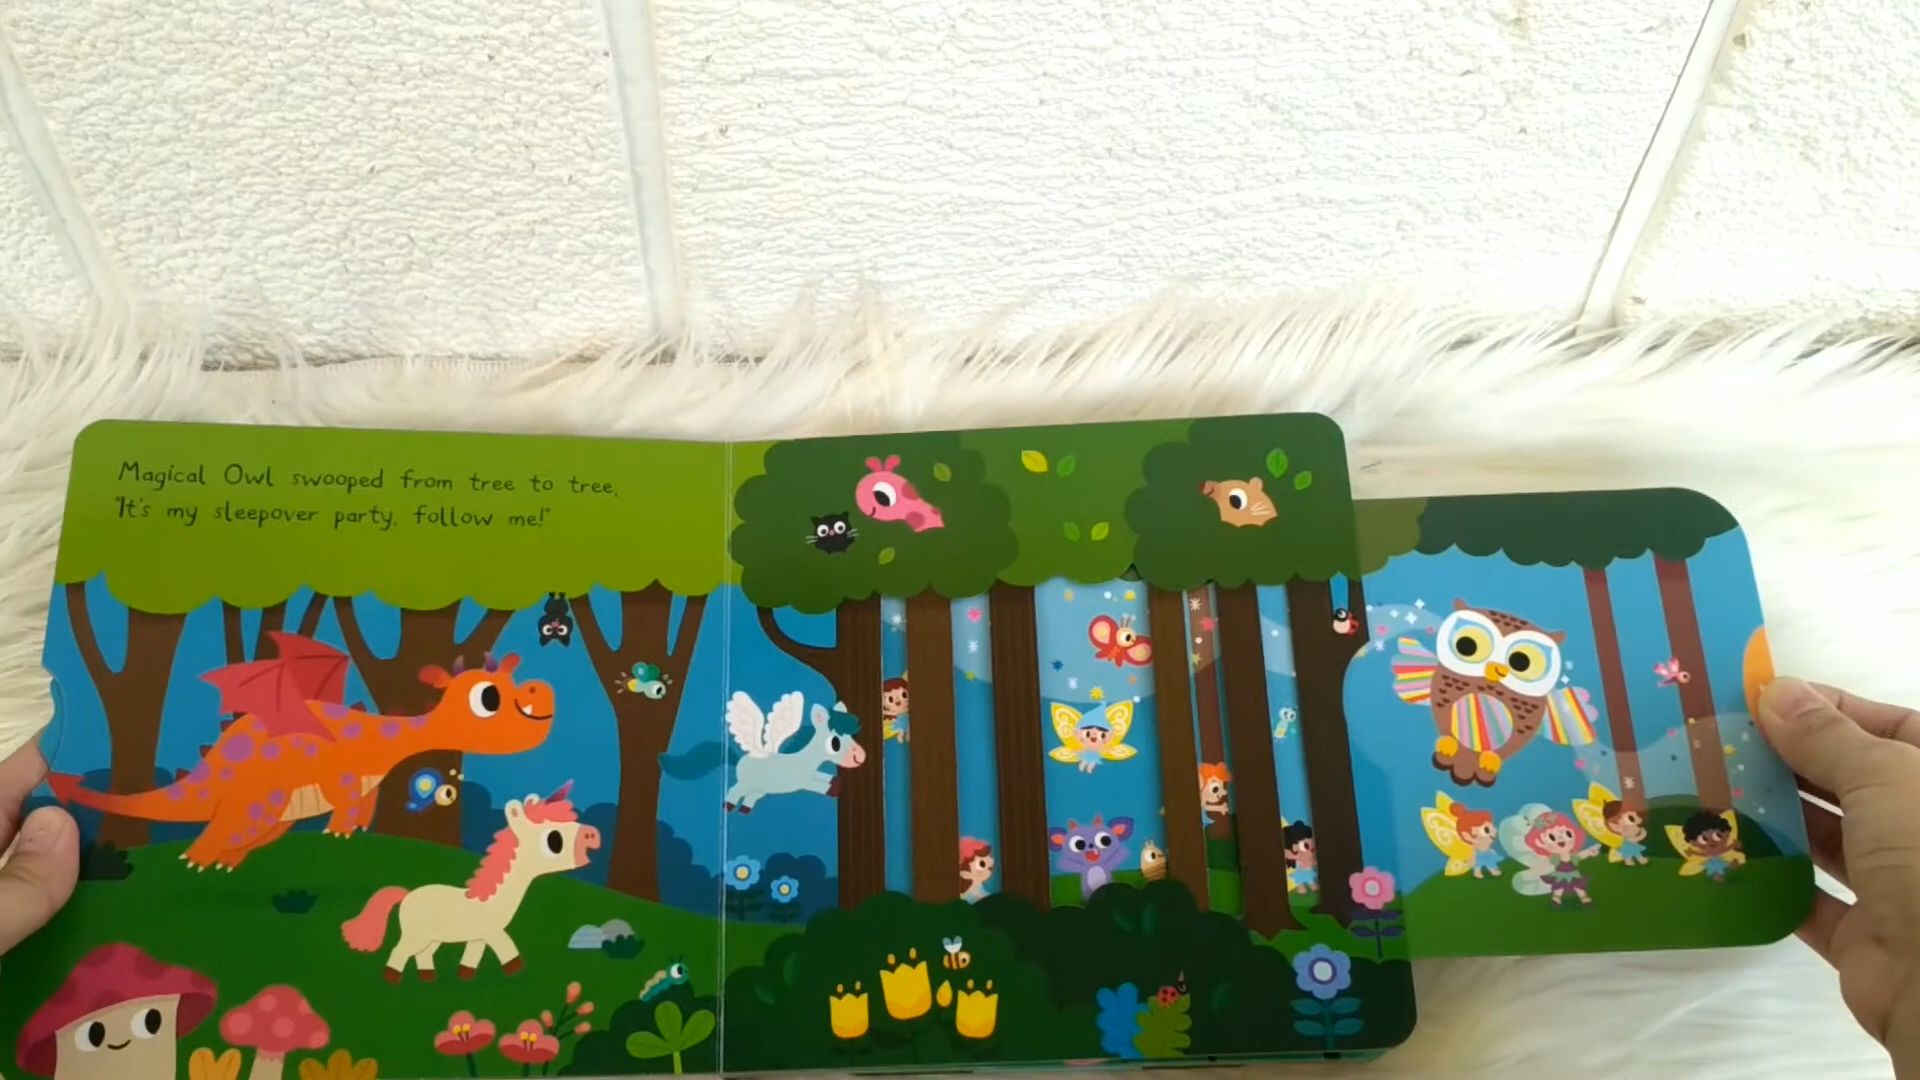 Magical Owl swooped from tree to tree,
"It's my sleepover party, follow me!"